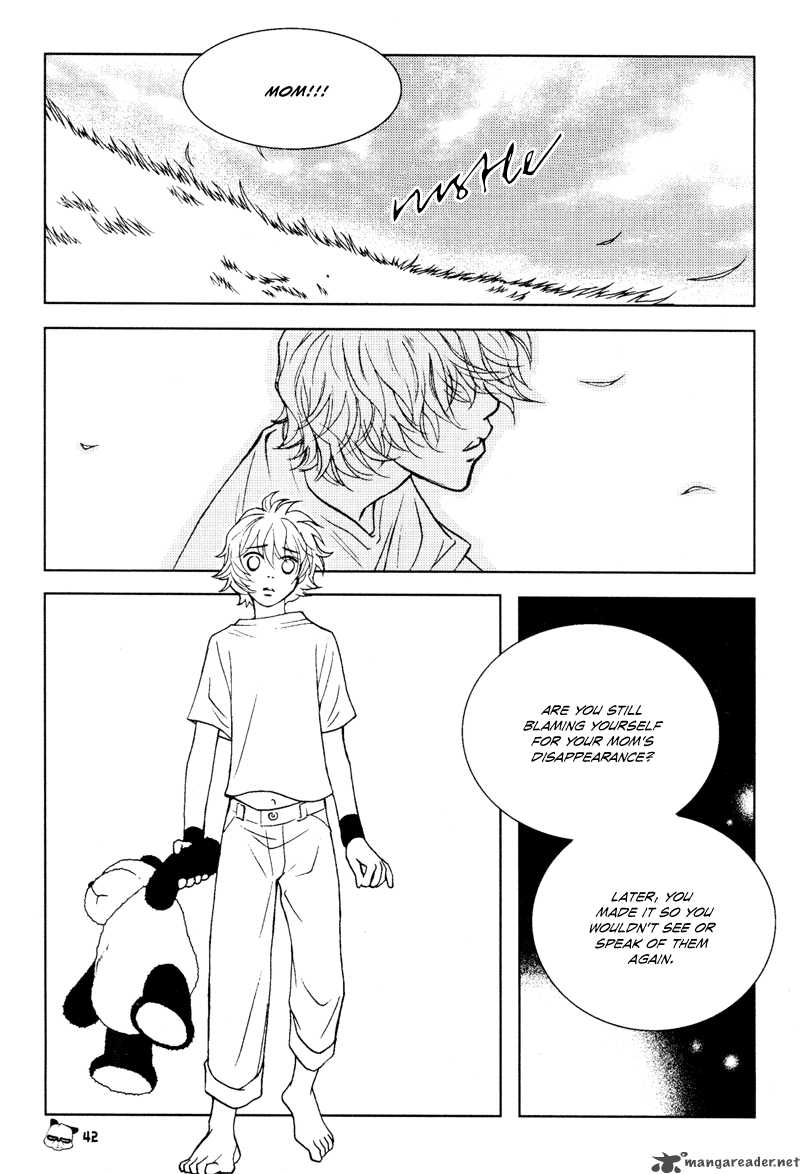 MOM!!!
rustle
ARE YOU STILL
BLAMING YOURSELF
FOR YOUR MOM'S
DISAPPEARANCE?
LATER, YOU
MADE IT SO YOU
WOULDN'T SEE OR
SPEAK OF THEM
AGAIN.
42
mangareader.net